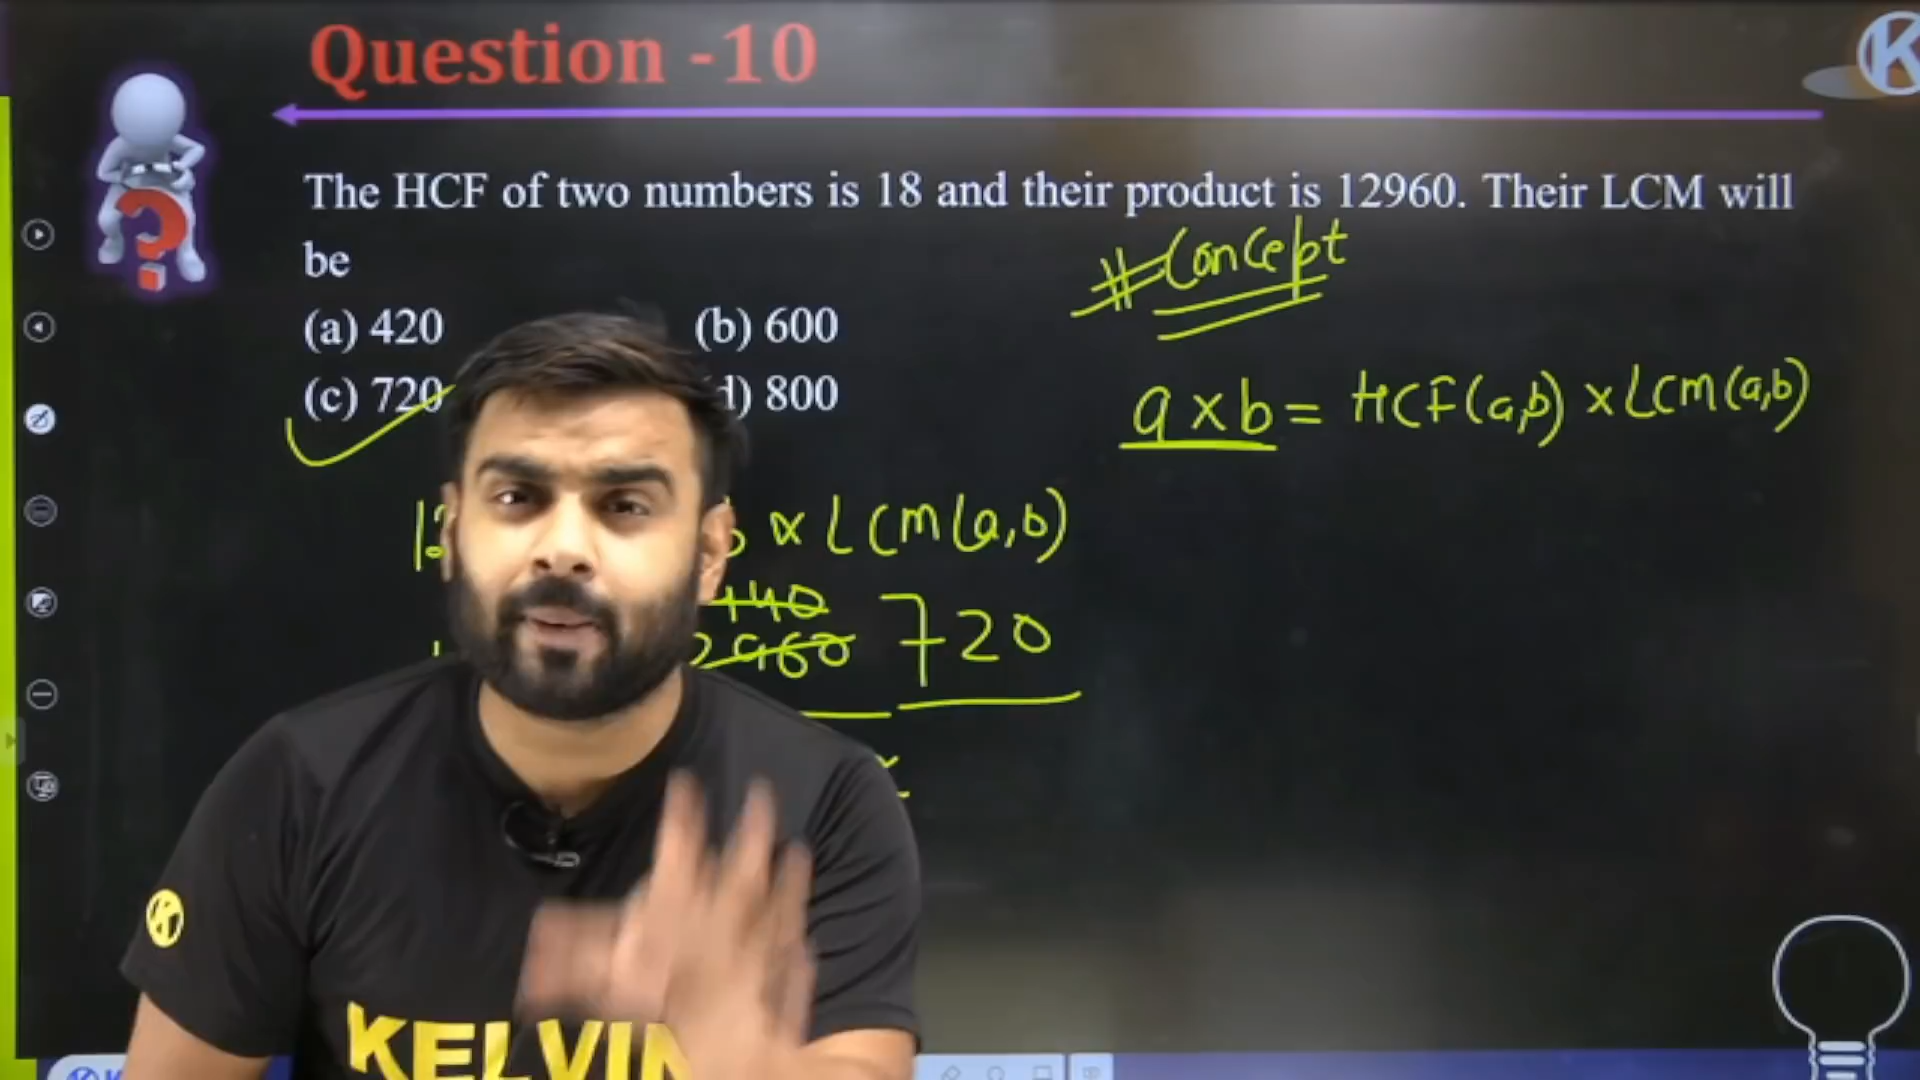 Question -10
The HCF of two numbers is 18 and their product is 12960. Their LCM will
be
# Concept
(a) 420 (b) 600
(c) 720 (d) 800
a x b = HCF(a,b) x LCM(a,b)
x LCM(a,b)
720
K
KELVIN